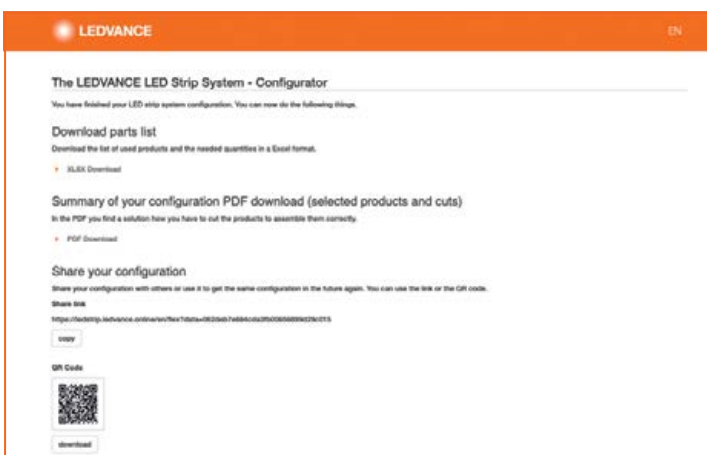 LEDVANCE
EN
The LEDVANCE LED Strip System - Configurator
You have finished your LED strip system configuration. You can now do the following things.
Download parts list
Download the list of used products and the needed quantities in a Excel format.
XLSX Download
Summary of your configuration PDF download (selected products and cuts)
In the PDF you find a solution how you have to cut the products to assemble them correctly.
PDF Download
Share your configuration
Share your configuration with others or use it to get the same configuration in the future again. You can use the link or the QR code.
Share link
copy
QR Code
download